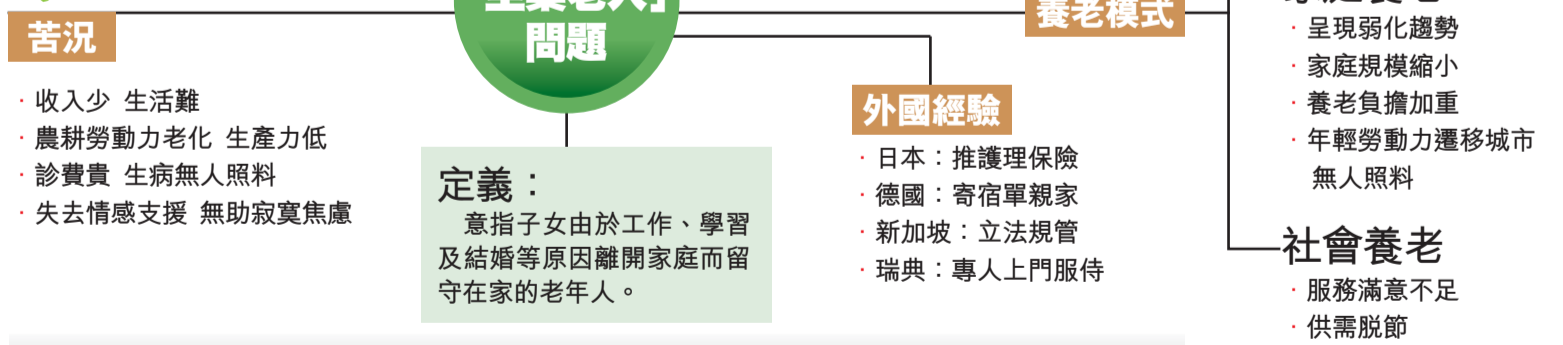 苦況
· 收入少 生活難
· 農耕勞動力老化 生產力低
· 診費貴 生病無人照料
· 失去情感支援 無助寂寞焦慮
老人」
問題
定義：
意指子女由於工作、學習
及結婚等原因離開家庭而留
守在家的老年人。
養老模式
外國經驗
· 日本：推護理保險
· 德國：寄宿單親家
· 新加坡：立法規管
· 瑞典：專人上門服侍
· 呈現弱化趨勢
· 家庭規模縮小
· 養老負擔加重
· 年輕勞動力遷移城市
無人照料
社會養老
· 服務滿意不足
· 供需脫節